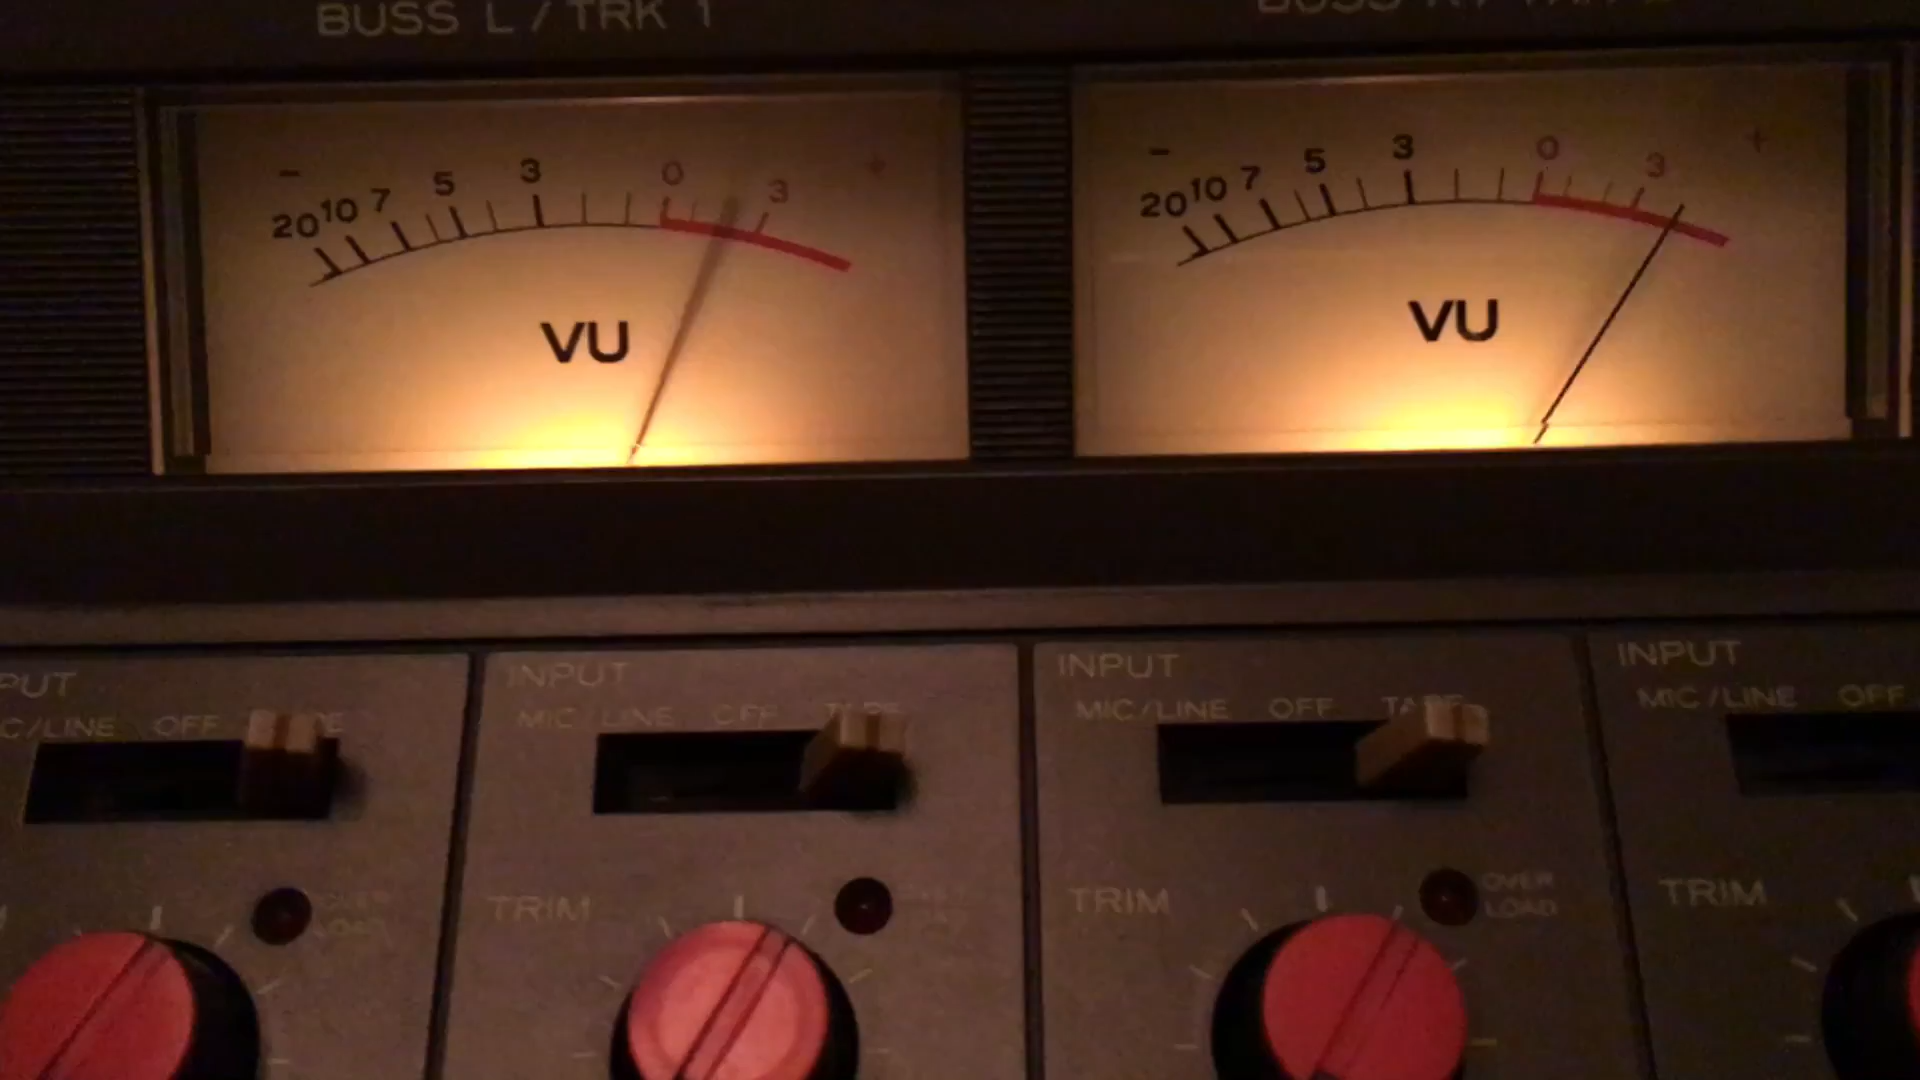 BUSS L / TRK 1
- 20 10 7 5 3 0 3 +
VU
- 20 10 7 5 3 0 3 +
VU
INPUT
MIC/LINE OFF TAPE
TRIM
INPUT
MIC/LINE OFF TAPE
TRIM
OVER
LOAD
INPUT
MIC/LINE OFF
TRIM